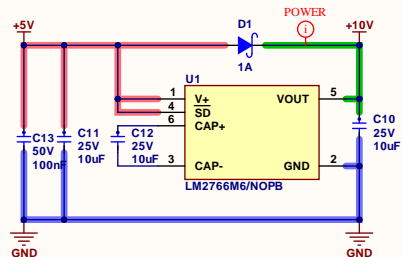 POWER
+5V
D1
i
+10V
1A
U1
1
V+
VOUT
5
4
SD
6
CAP+
C13
50V
100nF
C11
25V
10uF
C12
25V
10uF
C10
25V
10uF
3
CAP-
GND
2
LM2766M6/NOPB
GND
GND